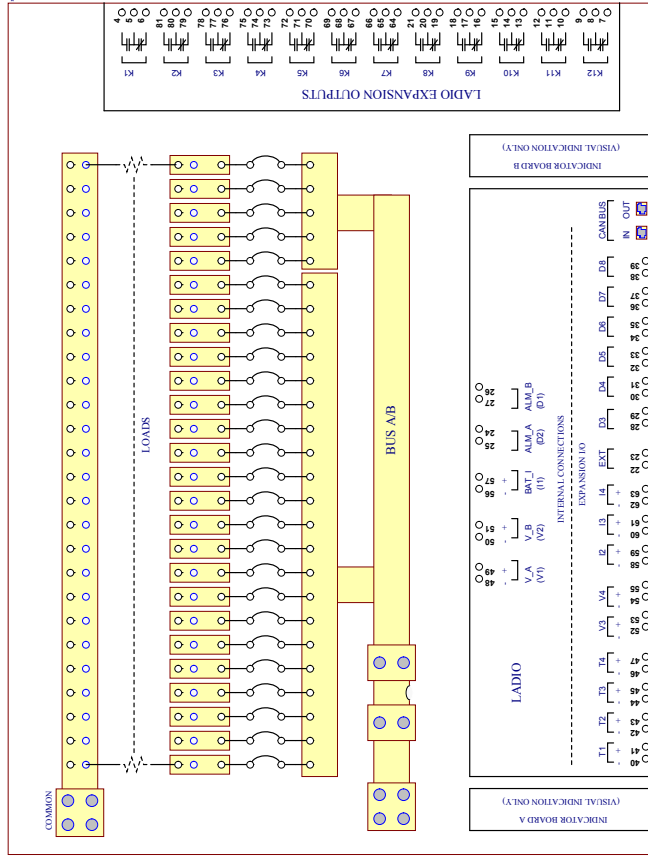 4 5 6
81 80 79
78 77 76
75 74 73
72 71 70
69 68 67
66 65 64
21 20 19
18 17 16
15 14 13
12 11 10
9 8 7
K1 K2 K3 K4 K5 K6 K7 K8 K9 K10 K11 K12
LADIO EXPANSION OUTPUTS
INDICATOR BOARD B
(VISUAL INDICATION ONLY)
LOADS
BUS A/B
COMMON
CAN BUS
IN OUT
D8
39 38
D7
37 36
D6
35 34
D5
33 32
D4
31 30
D3
29 28
EXT
23 22
I4
+ -
63 62
I3
+ -
61 60
I2
+ -
59 58
V4
+ -
55 54
V3
+ -
53 52
T4
+ -
47 46
T3
+ -
45 44
T2
+ -
43 42
T1
+ -
41 40
EXPANSION I/O
INTERNAL CONNECTIONS
26 27
ALM_B
(D1)
24 25
ALM_A
(D2)
57 56
+ -
BAT_I
(I1)
51 50
+ -
V_B
(V2)
49 48
+ -
V_A
(V1)
LADIO
INDICATOR BOARD A
(VISUAL INDICATION ONLY)